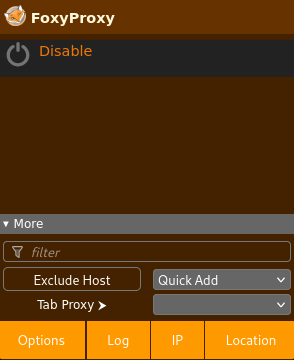 FoxyProxy
Disable
▾ More
filter
Exclude Host Quick Add
Tab Proxy ➤
Options Log IP Location